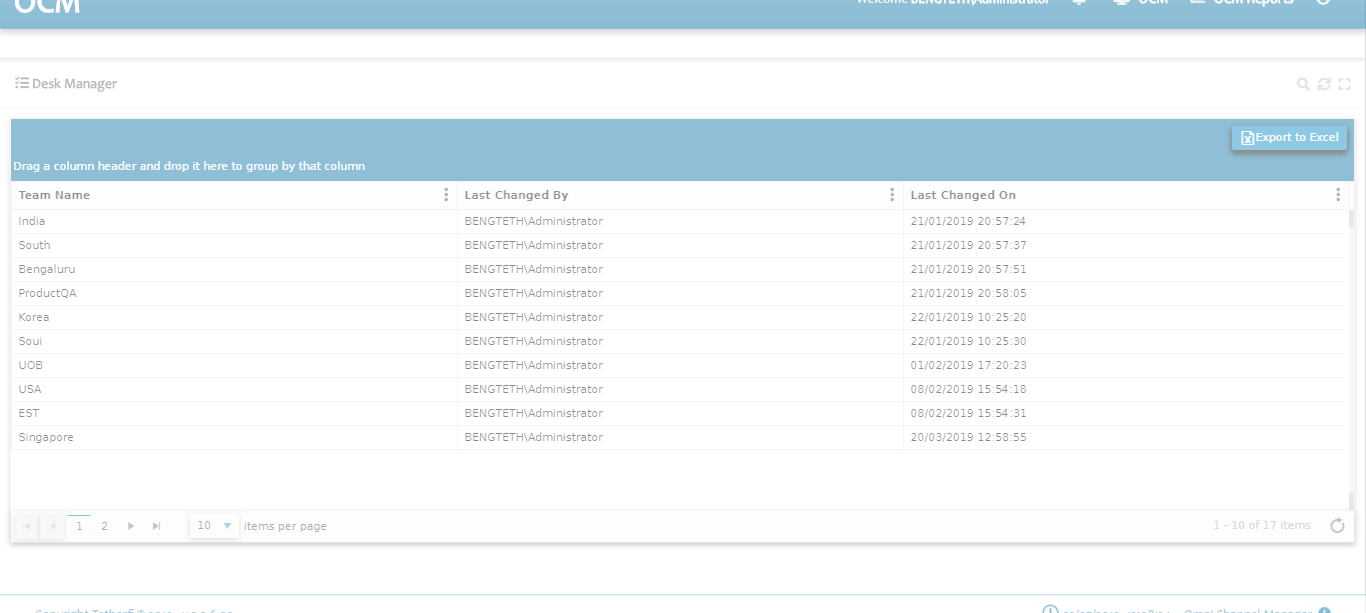 OCM
Welcome BENGTETH\Administrator OCM OCM Reports
Desk Manager
Export to Excel
Drag a column header and drop it here to group by that column
Team Name Last Changed By Last Changed On
India BENGTETH\Administrator 21/01/2019 20:57:24
South BENGTETH\Administrator 21/01/2019 20:57:37
Bengaluru BENGTETH\Administrator 21/01/2019 20:57:51
ProductQA BENGTETH\Administrator 21/01/2019 20:58:05
Korea BENGTETH\Administrator 22/01/2019 10:25:20
Soui BENGTETH\Administrator 22/01/2019 10:25:30
UOB BENGTETH\Administrator 01/02/2019 17:20:23
USA BENGTETH\Administrator 08/02/2019 15:54:18
EST BENGTETH\Administrator 08/02/2019 15:54:31
Singapore BENGTETH\Administrator 20/03/2019 12:58:55
1 2 10 items per page 1 - 10 of 17 items
Copyright Tetherfi Omni Channel Manager